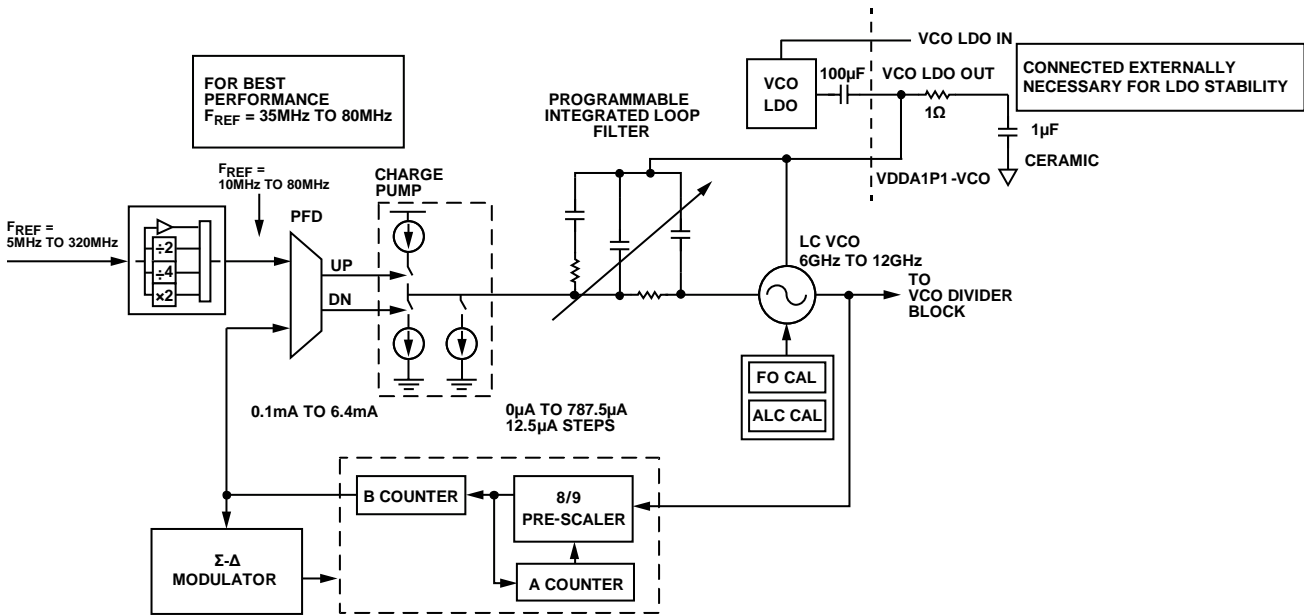 FOR BEST
PERFORMANCE
FREF = 35MHz TO 80MHz
VCO LDO IN
VCO
LDO
100µF
VCO LDO OUT
1Ω
1µF
CERAMIC
VDDA1P1-VCO
CONNECTED EXTERNALLY
NECESSARY FOR LDO STABILITY
PROGRAMMABLE
INTEGRATED LOOP
FILTER
FREF =
5MHz TO 320MHz
÷2
÷4
×2
FREF =
10MHz TO 80MHz
PFD
UP
DN
CHARGE
PUMP
LC VCO
6GHz TO 12GHz
TO
VCO DIVIDER
BLOCK
FO CAL
ALC CAL
0.1mA TO 6.4mA
0µA TO 787.5µA
12.5µA STEPS
B COUNTER
8/9
PRE-SCALER
A COUNTER
Σ-Δ
MODULATOR